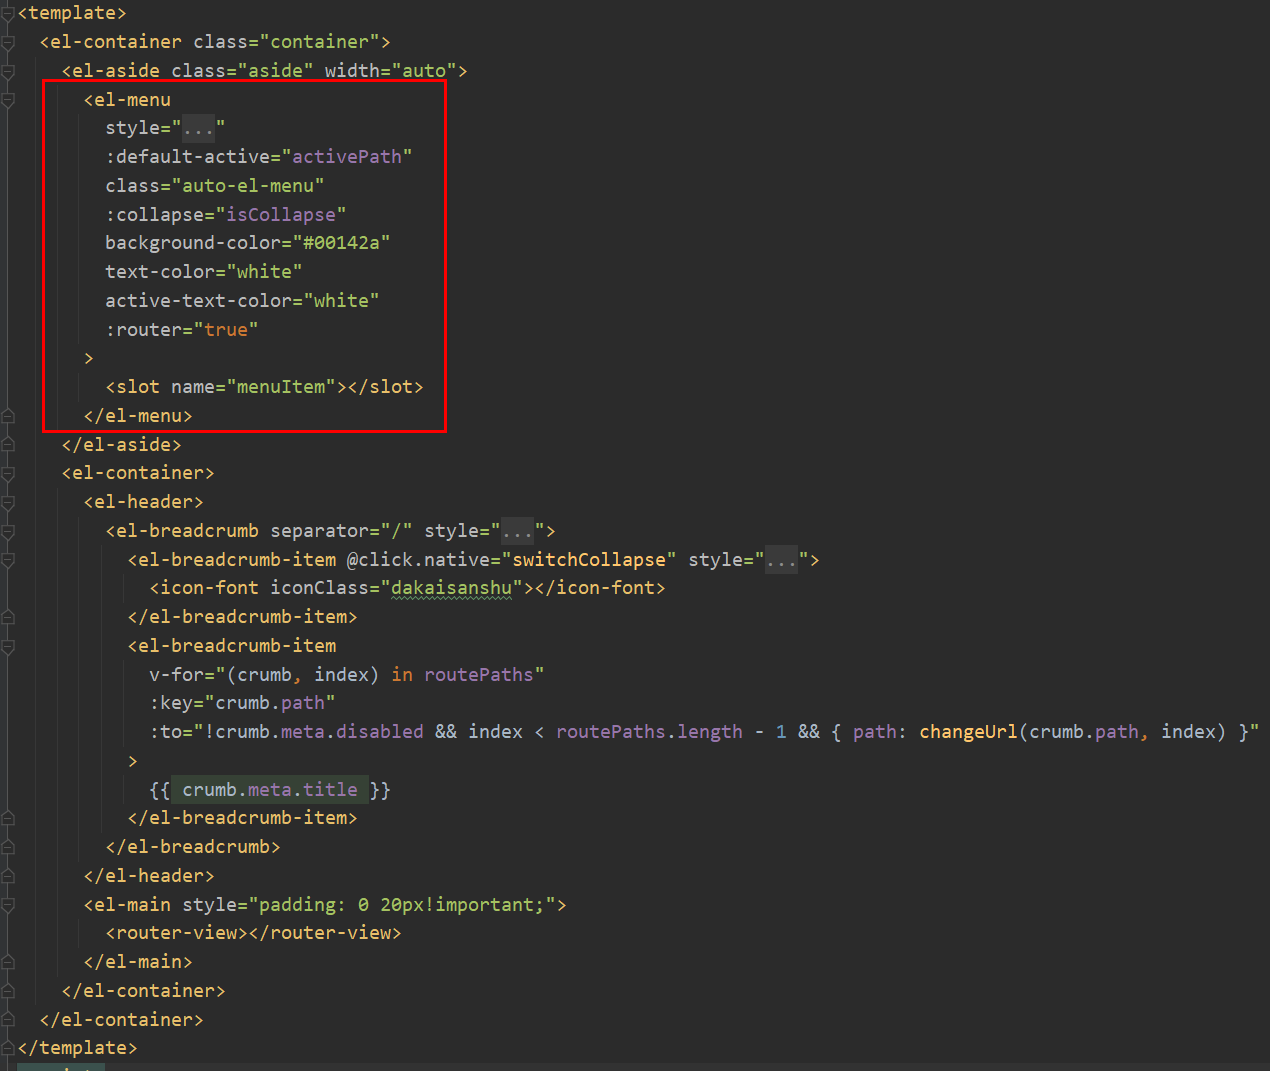 <template>
<el-container class="container">
<el-aside class="aside" width="auto">
<el-menu
style="..."
:default-active="activePath"
class="auto-el-menu"
:collapse="isCollapse"
background-color="#00142a"
text-color="white"
active-text-color="white"
:router="true"
>
<slot name="menuItem"></slot>
</el-menu>
</el-aside>
<el-container>
<el-header>
<el-breadcrumb separator="/" style="...">
<el-breadcrumb-item @click.native="switchCollapse" style="...">
<icon-font iconClass="dakaisanshu"></icon-font>
</el-breadcrumb-item>
<el-breadcrumb-item
v-for="(crumb, index) in routePaths"
:key="crumb.path"
:to="!crumb.meta.disabled && index < routePaths.length - 1 && { path: changeUrl(crumb.path, index) }"
>
{{ crumb.meta.title }}
</el-breadcrumb-item>
</el-breadcrumb>
</el-header>
<el-main style="padding: 0 20px!important;">
<router-view></router-view>
</el-main>
</el-container>
</el-container>
</template>